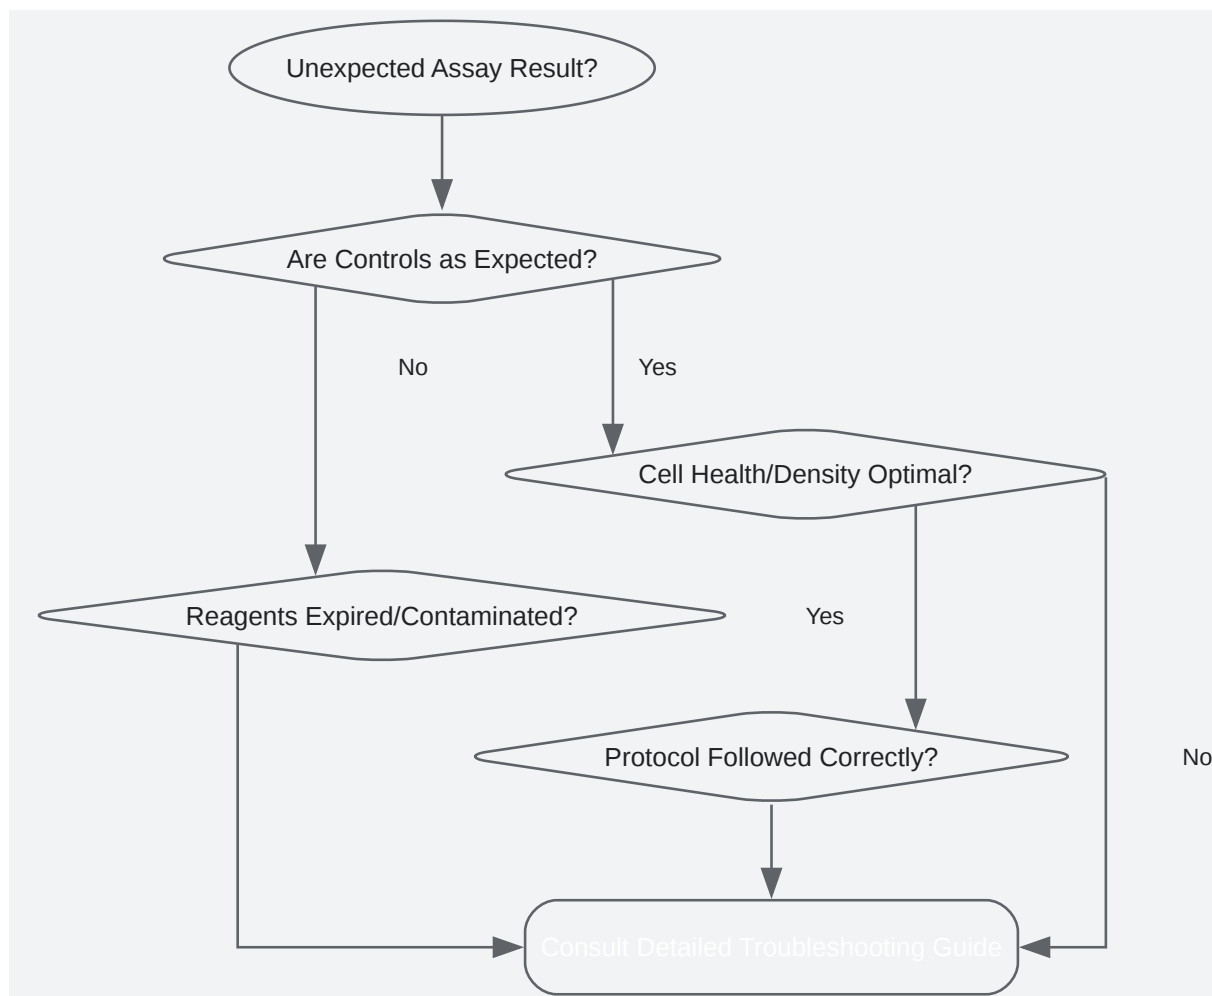 Unexpected Assay Result?
Are Controls as Expected?
No
Yes
Cell Health/Density Optimal?
Reagents Expired/Contaminated?
Yes
Protocol Followed Correctly?
No
Consult Detailed Troubleshooting Guide